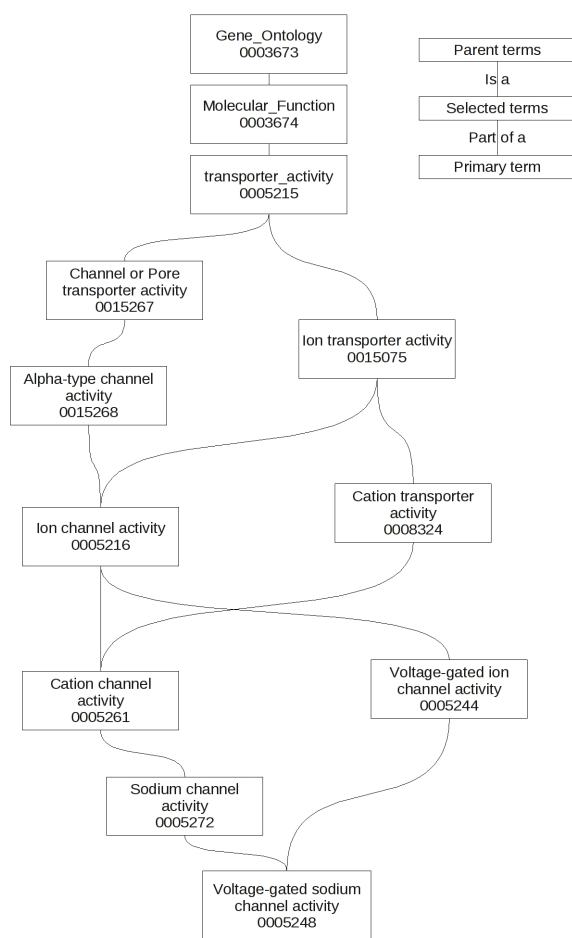 Gene_Ontology
0003673
Molecular_Function
0003674
transporter_activity
0005215
Parent terms
Is a
Selected terms
Part of a
Primary term
Channel or Pore
transporter activity
0015267
Ion transporter activity
0015075
Alpha-type channel
activity
0015268
Cation transporter
activity
0008324
Ion channel activity
0005216
Voltage-gated ion
channel activity
0005244
Cation channel
activity
0005261
Sodium channel
activity
0005272
Voltage-gated sodium
channel activity
0005248